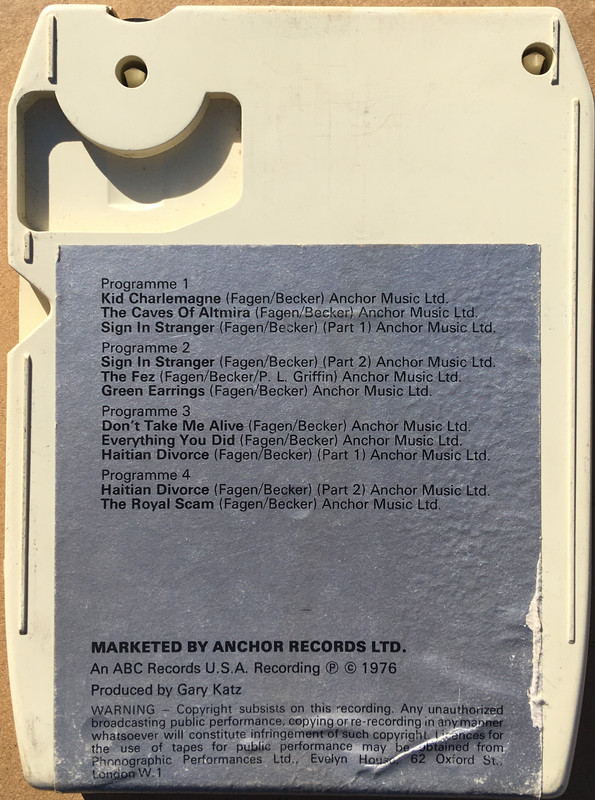 Programme 1
Kid Charlemagne (Fagen/Becker) Anchor Music Ltd.
The Caves Of Altmira (Fagen/Becker) Anchor Music Ltd.
Sign In Stranger (Fagen/Becker) (Part 1) Anchor Music Ltd.
Programme 2
Sign In Stranger (Fagen/Becker) (Part 2) Anchor Music Ltd.
The Fez (Fagen/Becker/P. L. Griffin) Anchor Music Ltd.
Green Earrings (Fagen/Becker) Anchor Music Ltd.
Programme 3
Don't Take Me Alive (Fagen/Becker) Anchor Music Ltd.
Everything You Did (Fagen/Becker) Anchor Music Ltd.
Haitian Divorce (Fagen/Becker) (Part 1) Anchor Music Ltd.
Programme 4
Haitian Divorce (Fagen/Becker) (Part 2) Anchor Music Ltd.
The Royal Scam (Fagen/Becker) Anchor Music Ltd.
MARKETED BY ANCHOR RECORDS LTD.
An ABC Records U.S.A. Recording ℗ © 1976
Produced by Gary Katz
WARNING – Copyright subsists on this recording. Any unauthorized
broadcasting public performance, copying or re-recording in any manner
whatsoever will constitute infringement of such copyright. Licences for
the use of tapes for public performance may be obtained from
Phonographic Performances Ltd., Evelyn House, 62 Oxford St.,
London W.1